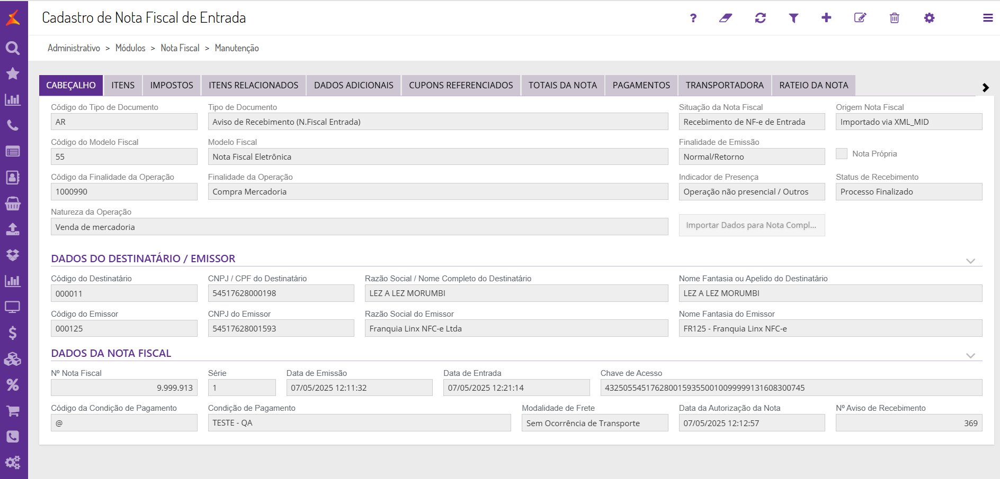 Cadastro de Nota Fiscal de Entrada
Administrativo > Módulos > Nota Fiscal > Manutenção
CABEÇALHO ITENS IMPOSTOS ITENS RELACIONADOS DADOS ADICIONAIS CUPONS REFERENCIADOS TOTAIS DA NOTA PAGAMENTOS TRANSPORTADORA RATEIO DA NOTA
Código do Tipo de Documento Tipo de Documento Situação da Nota Fiscal Origem Nota Fiscal
AR Aviso de Recebimento (N.Fiscal Entrada) Recebimento de NF-e de Entrada Importado via XML_MID
Código do Modelo Fiscal Modelo Fiscal Finalidade de Emissão
55 Nota Fiscal Eletrônica Normal/Retorno Nota Própria
Código da Finalidade da Operação Finalidade da Operação Indicador de Presença Status de Recebimento
1000990 Compra Mercadoria Operação não presencial / Outros Processo Finalizado
Natureza da Operação
Venda de mercadoria Importar Dados para Nota Compl...
DADOS DO DESTINATÁRIO / EMISSOR
Código do Destinatário CNPJ / CPF do Destinatário Razão Social / Nome Completo do Destinatário Nome Fantasia ou Apelido do Destinatário
000011 54517628000198 LEZ A LEZ MORUMBI LEZ A LEZ MORUMBI
Código do Emissor CNPJ do Emissor Razão Social do Emissor Nome Fantasia do Emissor
000125 54517628001593 Franquia Linx NFC-e Ltda FR125 - Franquia Linx NFC-e
DADOS DA NOTA FISCAL
Nº Nota Fiscal Série Data de Emissão Data de Entrada Chave de Acesso
9.999.913 1 07/05/2025 12:11:32 07/05/2025 12:21:14 43250554517628001593550010099999131608300745
Código da Condição de Pagamento Condição de Pagamento Modalidade de Frete Data da Autorização da Nota Nº Aviso de Recebimento
@ TESTE - QA Sem Ocorrência de Transporte 07/05/2025 12:12:57 369